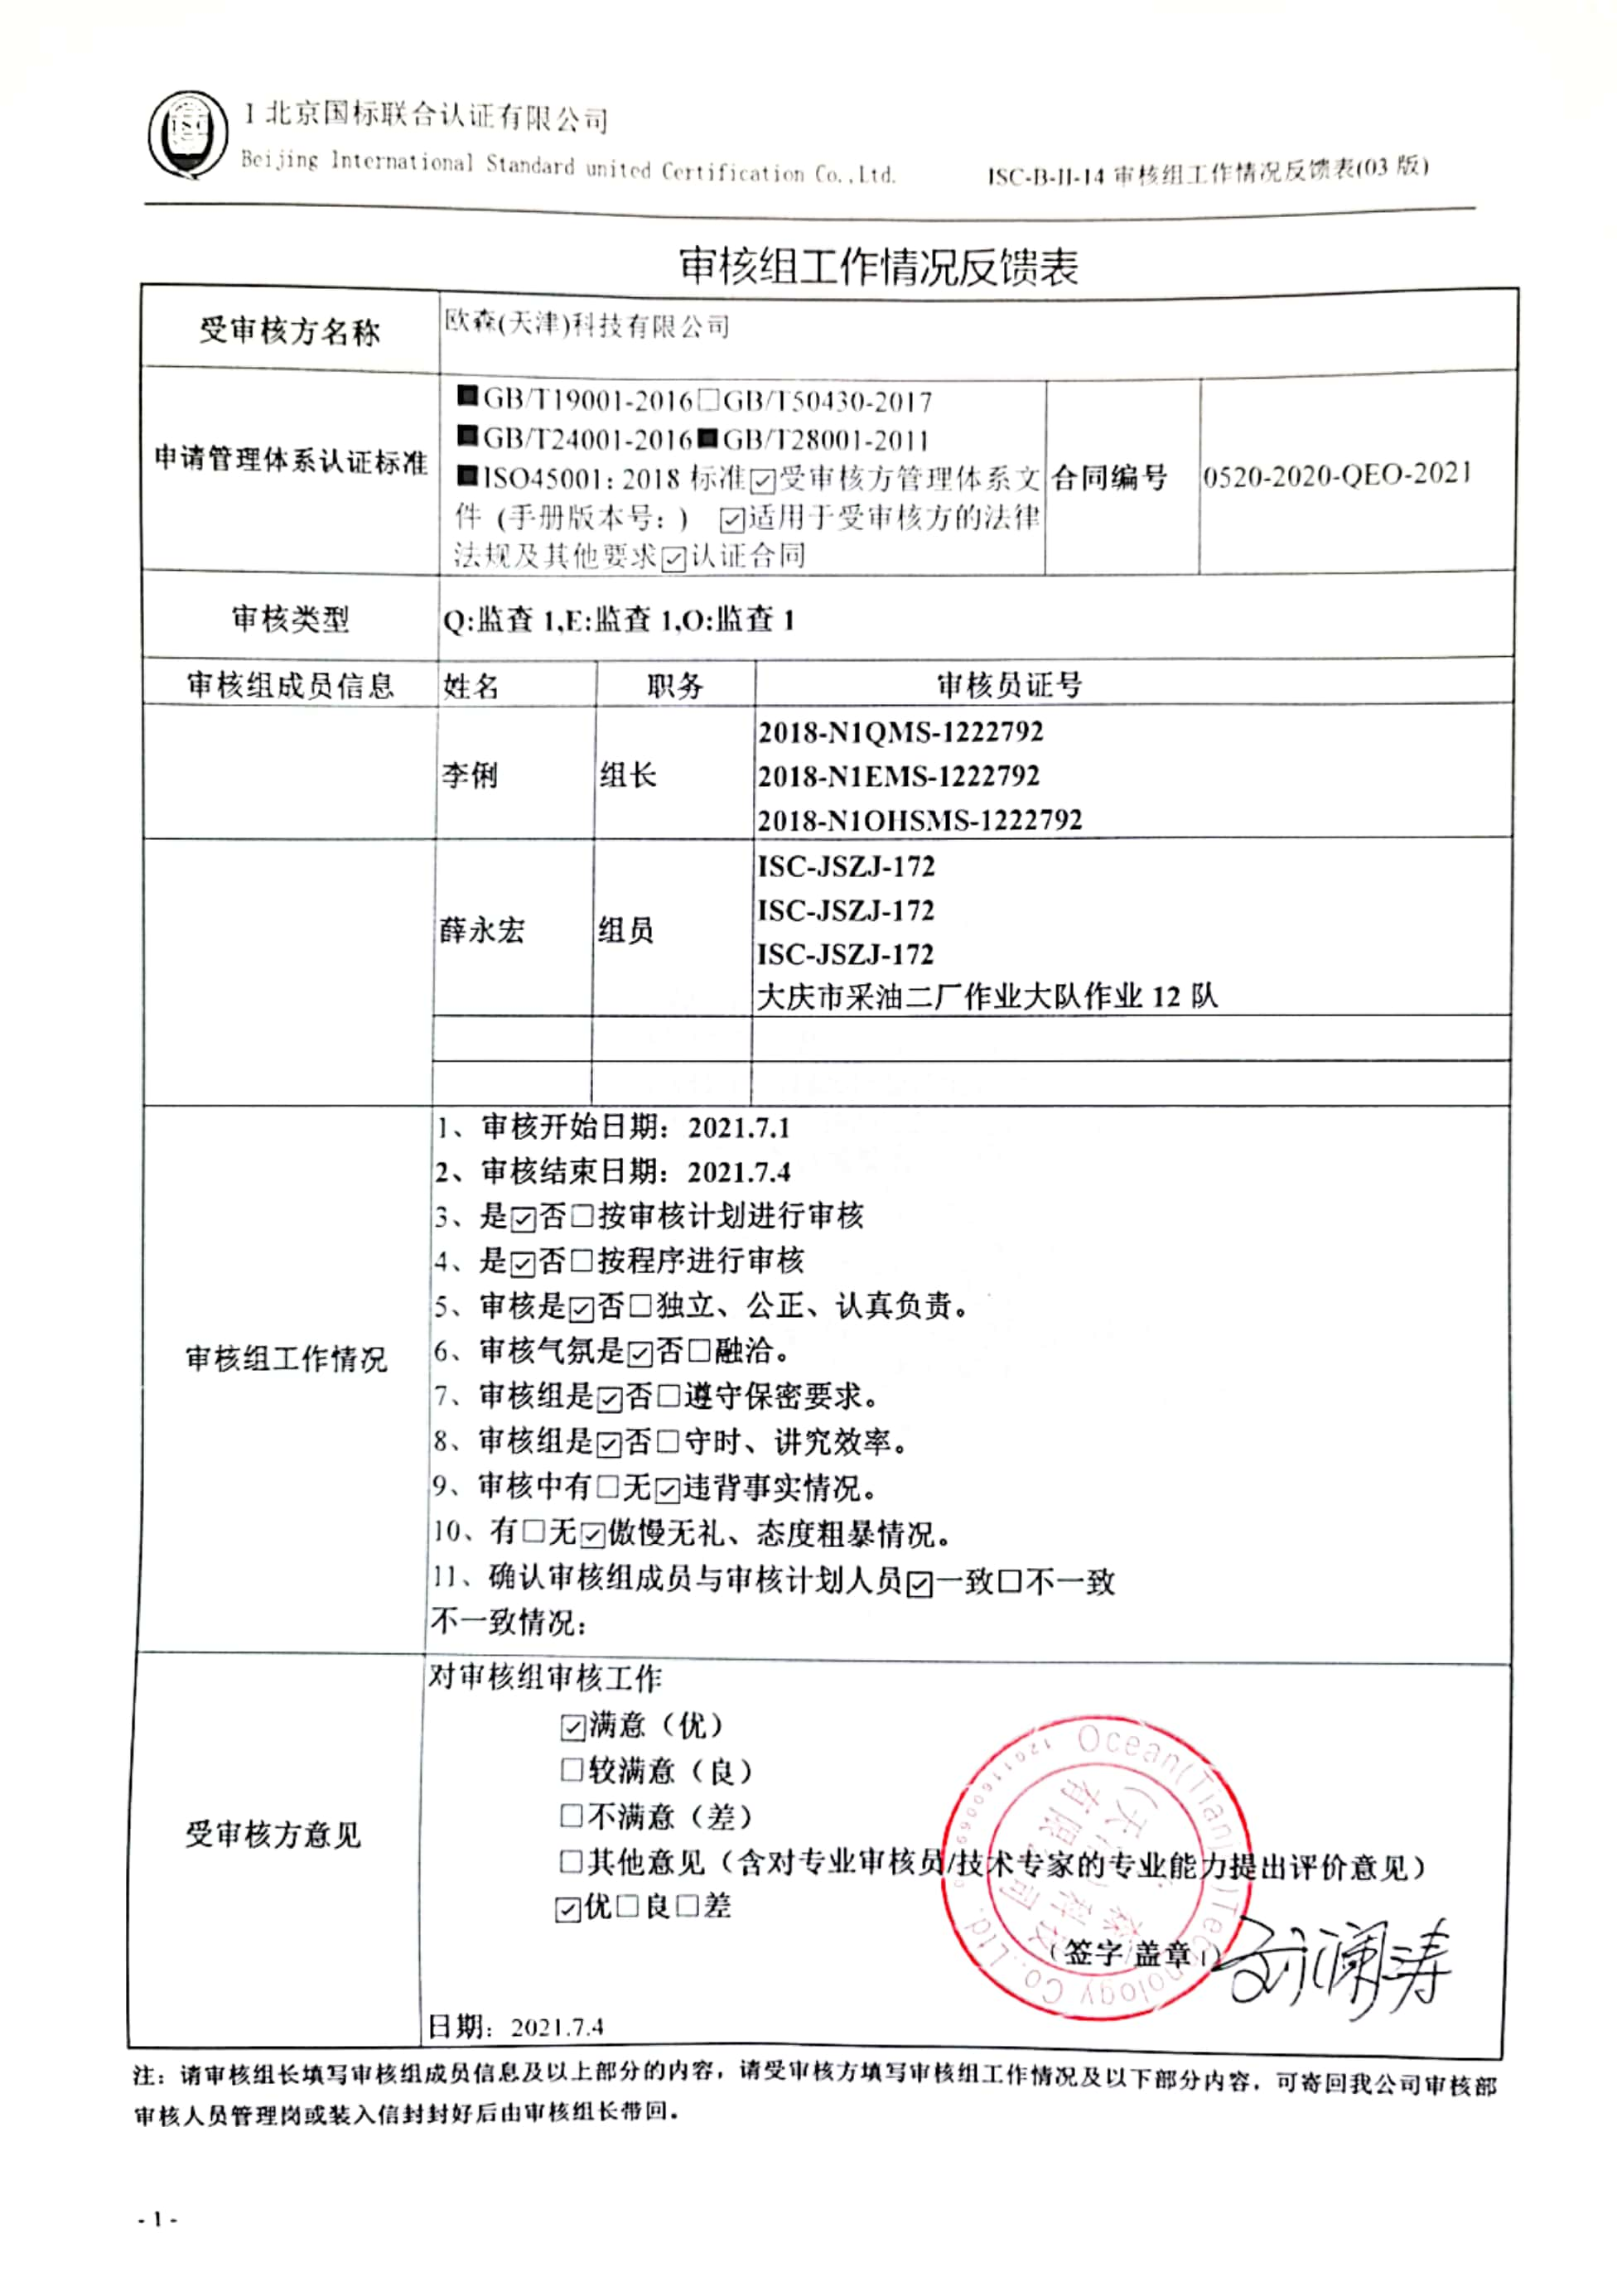 1 北京国标联合认证有限公司
Beijing International Standard united Certification Co.,Ltd.
ISC-B-II-14 审核组工作情况反馈表(03 版)
审核组工作情况反馈表
受审核方名称
欧森(天津)科技有限公司
申请管理体系认证标准
■GB/T19001-2016□GB/T50430-2017
■GB/T24001-2016■GB/T28001-2011
■ISO45001: 2018 标准☑受审核方管理体系文
件 (手册版本号: ) ☑适用于受审核方的法律
法规及其他要求☑认证合同
合同编号
0520-2020-QEO-2021
审核类型
Q:监查 1,E:监查 1,O:监查 1
审核组成员信息 姓名 职务 审核员证号
李俐 组长
2018-N1QMS-1222792
2018-N1EMS-1222792
2018-N1OHSMS-1222792
薛永宏 组员
ISC-JSZJ-172
ISC-JSZJ-172
ISC-JSZJ-172
大庆市采油二厂作业大队作业 12 队
审核组工作情况
1、审核开始日期: 2021.7.1
2、审核结束日期: 2021.7.4
3、是☑否□按审核计划进行审核
4、是☑否□按程序进行审核
5、审核是☑否□独立、公正、认真负责。
6、审核气氛是☑否□融洽。
7、审核组是☑否□遵守保密要求。
8、审核组是☑否□守时、讲究效率。
9、审核中有□无☑违背事实情况。
10、有□无☑傲慢无礼、态度粗暴情况。
11、确认审核组成员与审核计划人员☑一致□不一致
不一致情况:
受审核方意见
对审核组审核工作
☑满意（优）
□较满意（良）
□不满意（差）
□其他意见（含对专业审核员/技术专家的专业能力提出评价意见）
☑优□良□差
（签字 盖章）
刘澜涛
Ocean(Tianjin)Technology Co.,Ltd.
日期: 2021.7.4
注: 请审核组长填写审核组成员信息及以上部分的内容, 请受审核方填写审核组工作情况及以下部分内容, 可寄回我公司审核部
审核人员管理岗或装入信封封好后由审核组长带回。
- 1 -